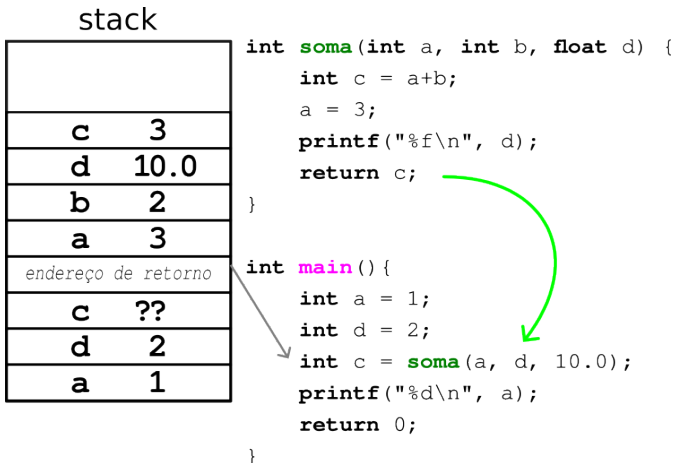 stack
c 3
d 10.0
b 2
a 3
endereço de retorno
c ??
d 2
a 1
int soma(int a, int b, float d) {
    int c = a+b;
    a = 3;
    printf("%f\n", d);
    return c;
}
int main(){
    int a = 1;
    int d = 2;
    int c = soma(a, d, 10.0);
    printf("%d\n", a);
    return 0;
}